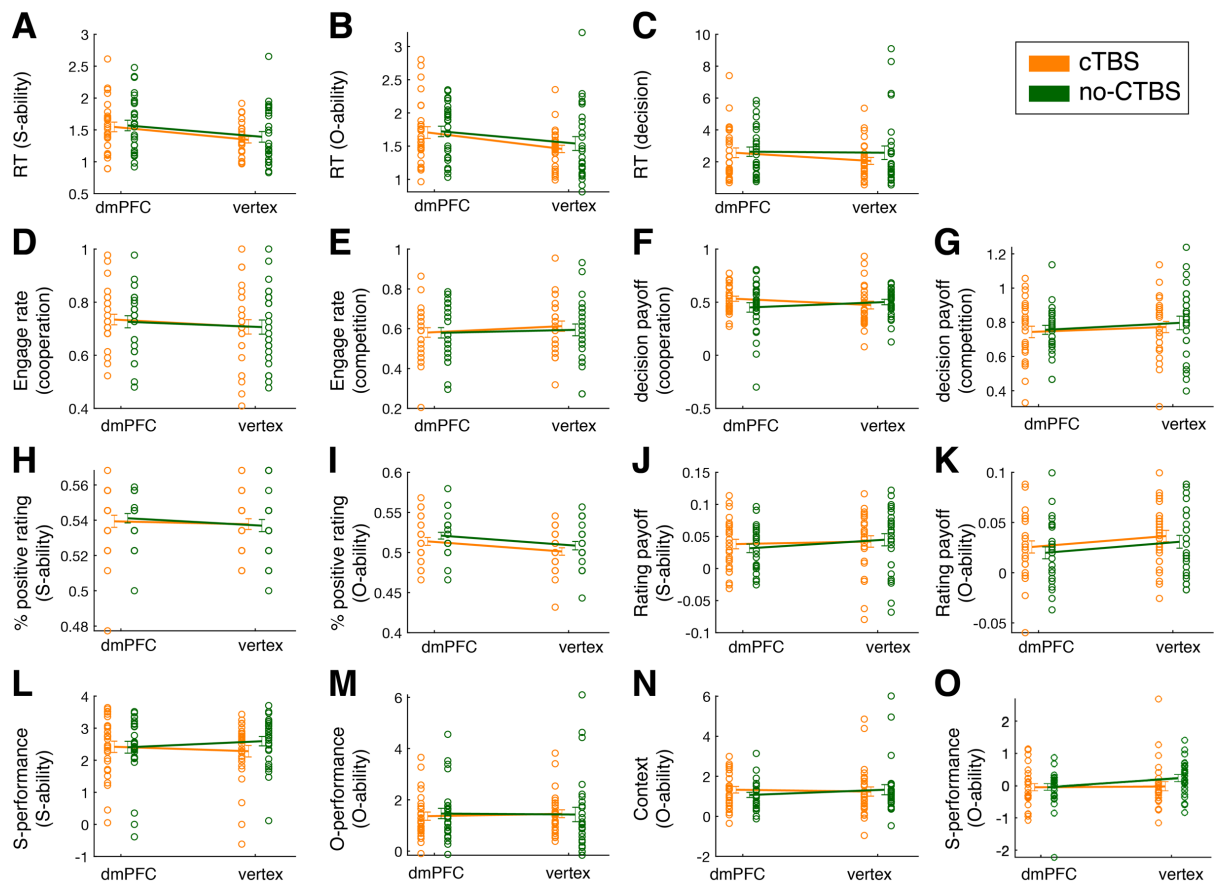 A
RT (S-ability)
3
2.5
2
1.5
1
0.5
dmPFC vertex
B
RT (O-ability)
3
2.5
2
1.5
1
dmPFC vertex
C
RT (decision)
10
8
6
4
2
dmPFC vertex
cTBS
no-CTBS
D
Engage rate
(cooperation)
1
0.8
0.6
0.4
dmPFC vertex
E
Engage rate
(competition)
1
0.8
0.6
0.4
0.2
dmPFC vertex
F
decision payoff
(cooperation)
1
0.5
0
-0.5
dmPFC vertex
G
decision payoff
(competition)
1.2
1
0.8
0.6
0.4
dmPFC vertex
H
% positive rating
(S-ability)
0.56
0.54
0.52
0.5
0.48
dmPFC vertex
I
% positive rating
(O-ability)
0.6
0.55
0.5
0.45
0.4
dmPFC vertex
J
Rating payoff
(S-ability)
0.15
0.1
0.05
0
-0.05
-0.1
dmPFC vertex
K
Rating payoff
(O-ability)
0.1
0.05
0
-0.05
dmPFC vertex
L
S-performance
(S-ability)
4
3
2
1
0
-1
dmPFC vertex
M
O-performance
(O-ability)
6
4
2
0
dmPFC vertex
N
Context
(O-ability)
6
4
2
0
-2
dmPFC vertex
O
S-performance
(O-ability)
2
1
0
-1
-2
dmPFC vertex